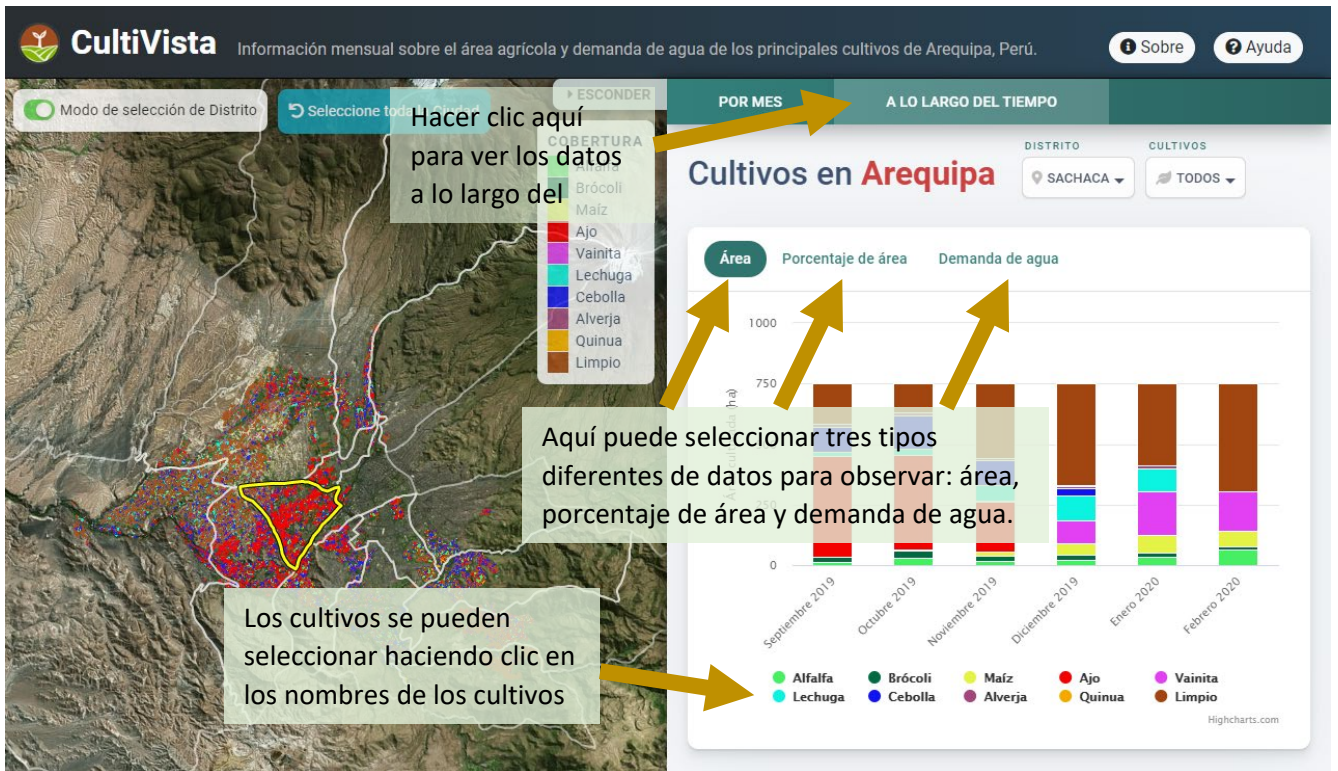 CultiVista
Información mensual sobre el área agrícola y demanda de agua de los principales cultivos de Arequipa, Perú.
Sobre
Ayuda
Modo de selección de Distrito
Seleccione
ESCONDER
Hacer clic aquí
para ver los datos
a lo largo del
COBERTURA
Alfalfa
Brócoli
Maíz
Ajo
Vainita
Lechuga
Cebolla
Alverja
Quinua
Limpio
POR MES
A LO LARGO DEL TIEMPO
Cultivos en Arequipa
DISTRITO
SACHACA
CULTIVOS
TODOS
Área
Porcentaje de área
Demanda de agua
1000
750
250
0
(ha)
Aquí puede seleccionar tres tipos
diferentes de datos para observar: área,
porcentaje de área y demanda de agua.
Los cultivos se pueden
seleccionar haciendo clic en
los nombres de los cultivos
Septiembre 2019
Octubre 2019
Noviembre 2019
Diciembre 2019
Enero 2020
Febrero 2020
Alfalfa
Brócoli
Maíz
Ajo
Vainita
Lechuga
Cebolla
Alverja
Quinua
Limpio
Highcharts.com